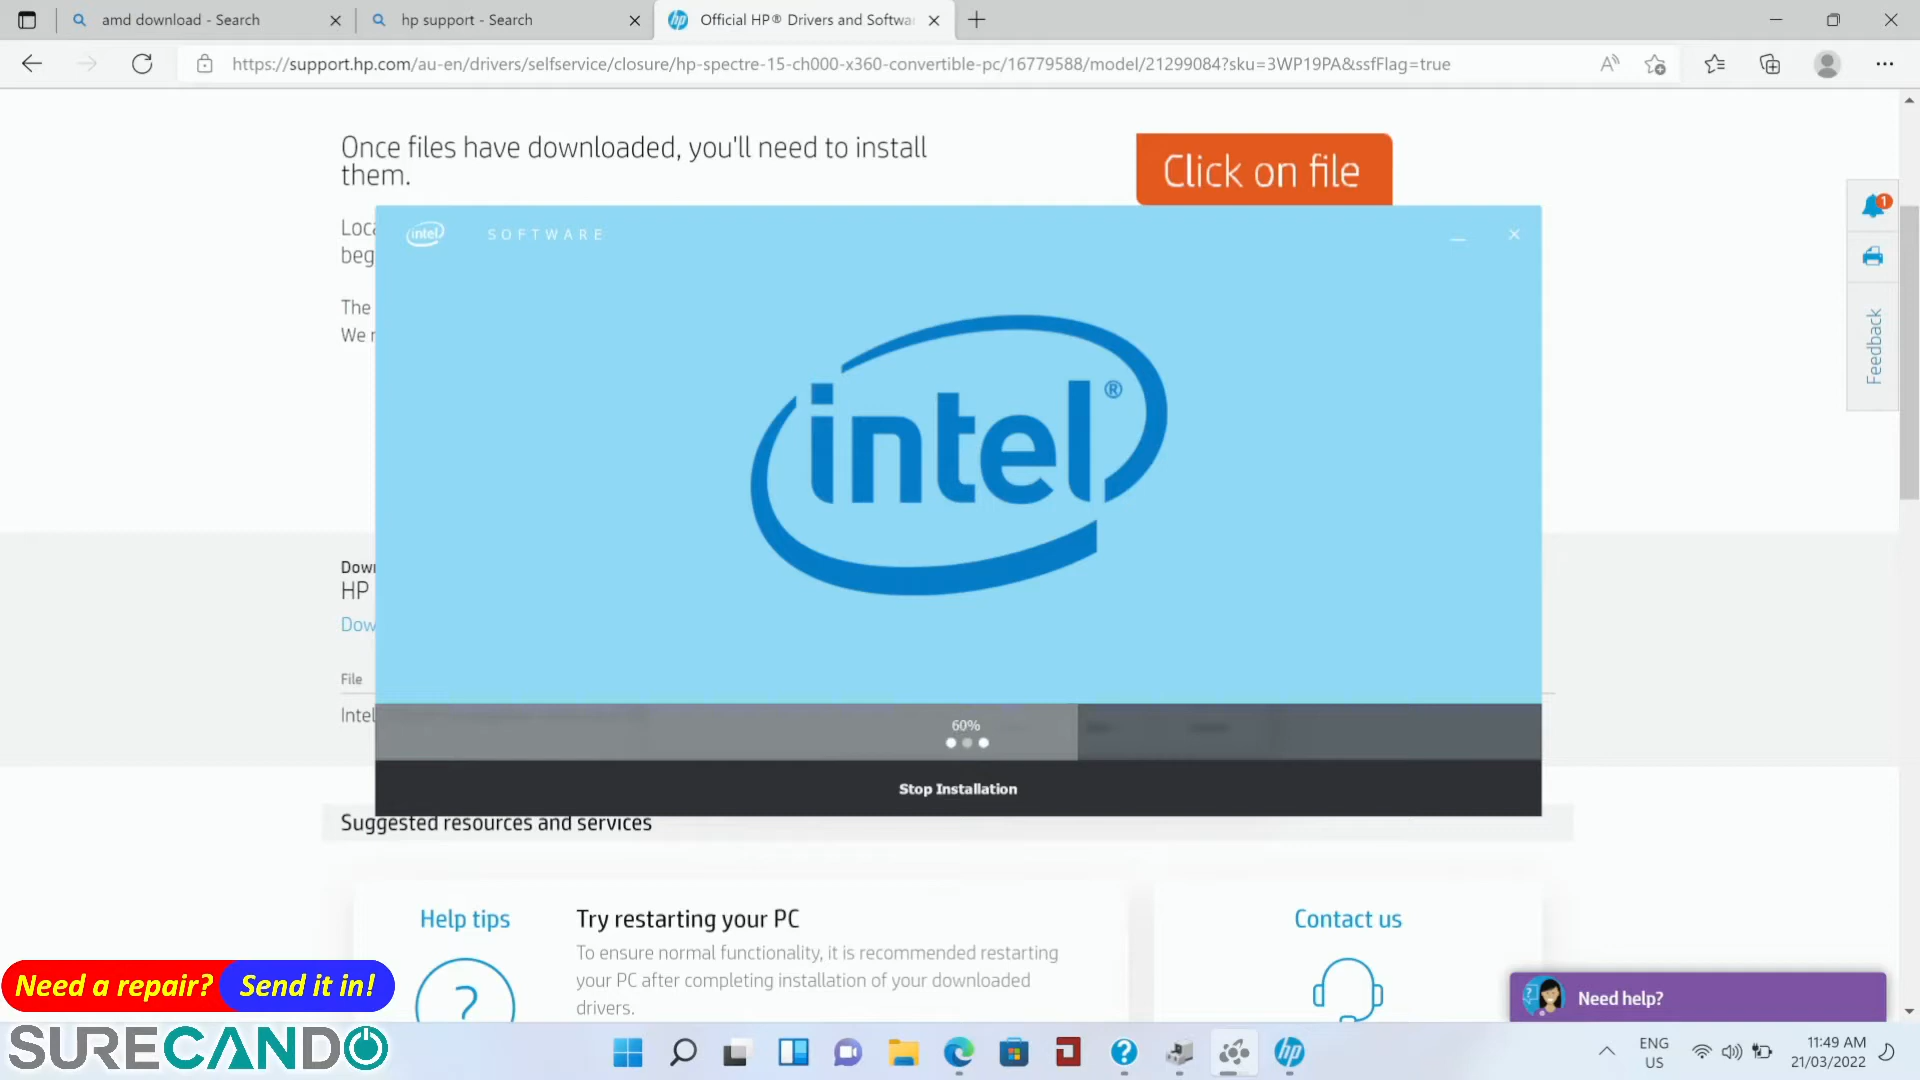 amd download - Search
hp support - Search
Official HP® Drivers and Softwa
https://support.hp.com/au-en/drivers/selfservice/closure/hp-spectre-15-ch000-x360-convertible-pc/16779588/model/21299084?sku=3WP19PA&ssfFlag=true
Once files have downloaded, you'll need to install
them.
Click on file
Loca
beg
The
We r
intel
SOFTWARE
intel®
1
Feedback
Down
HP
Dow
File
Intel
60%
Stop Installation
Suggested resources and services
Help tips
?
Try restarting your PC
To ensure normal functionality, it is recommended restarting
your PC after completing installation of your downloaded
drivers.
Contact us
Need help?
Need a repair? Send it in!
SURECANDO
hp
ENG
US
11:49 AM
21/03/2022